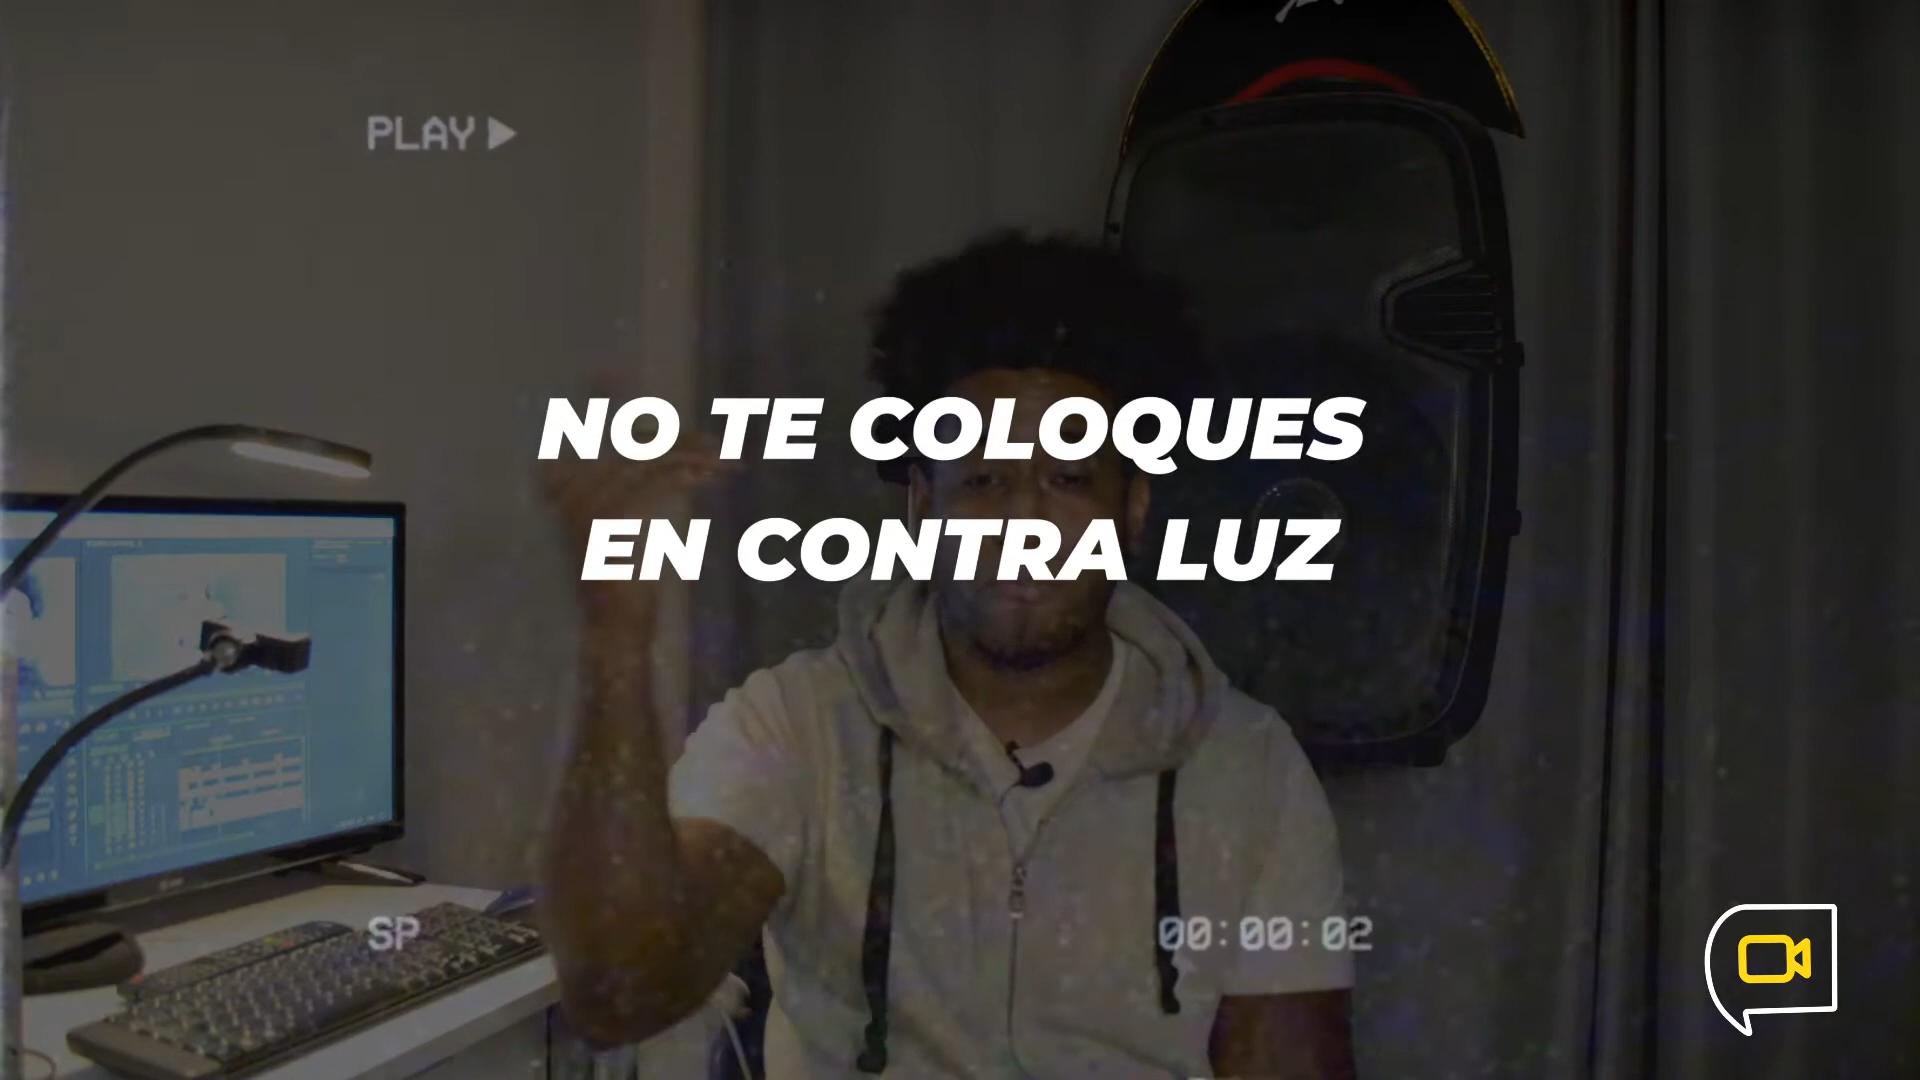 PLAY
NO TE COLOQUES
EN CONTRA LUZ
SP
00:00:02